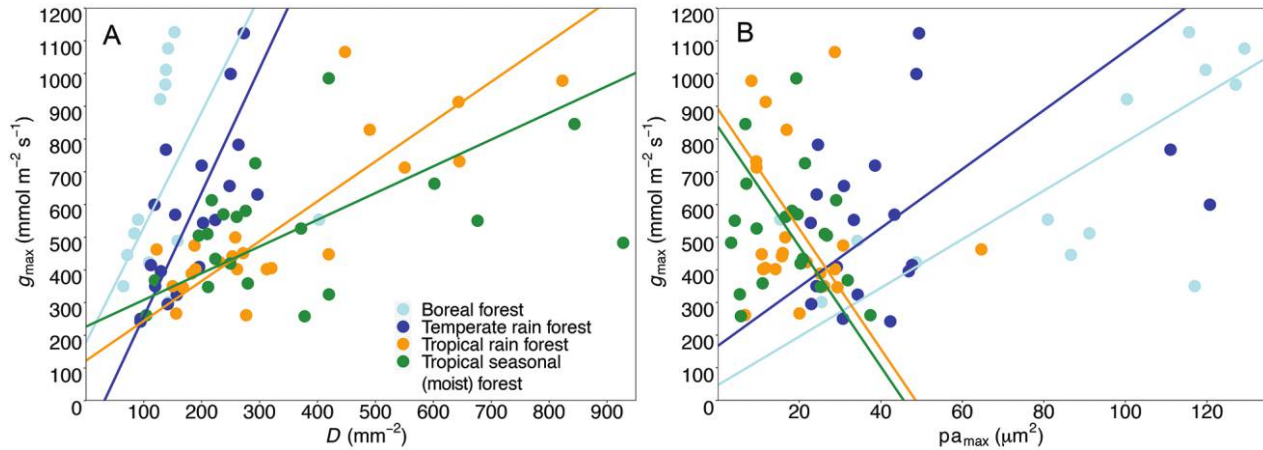 A
1200
1100
1000
900
800
700
600
500
400
300
200
100
0
gmax (mmol m⁻² s⁻¹)
100 200 300 400 500 600 700 800 900
D (mm⁻²)
Boreal forest
Temperate rain forest
Tropical rain forest
Tropical seasonal
(moist) forest
B
1200
1100
1000
900
800
700
600
500
400
300
200
100
0
gmax (mmol m⁻² s⁻¹)
20 40 60 80 100 120
pamax (μm²)